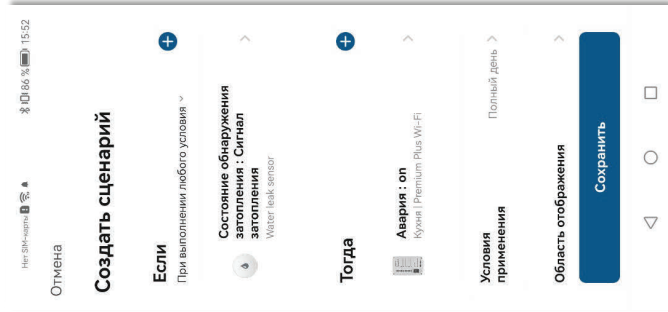 Нет SIM-карты 86 % 15:52
Отмена
Создать сценарий
Если
При выполнении любого условия
Состояние обнаружения
затопления : Сигнал
затопления
Water leak sensor
Тогда
Авария : on
Кухня | Premium Plus Wi-Fi
Условия
применения
Полный день
Область отображения
Сохранить